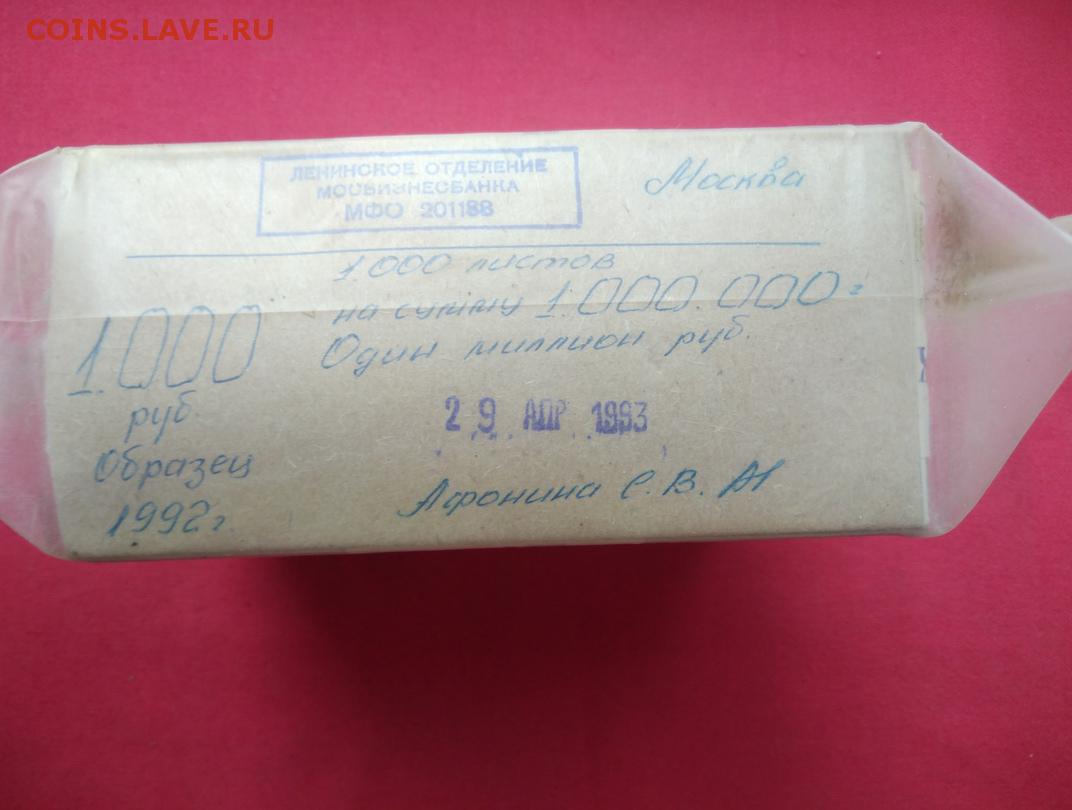 COINS.LAVE.RU
ЛЕНИНСКОЕ ОТДЕЛЕНИЕ
МОСБИЗНЕСБАНКА
МФО 201188
Москва
1.000 листов
на сумму 1.000.000=
Один миллион руб.
1.000
руб.
Образец
1992г.
29 АПР 1993
Афонина С.В.